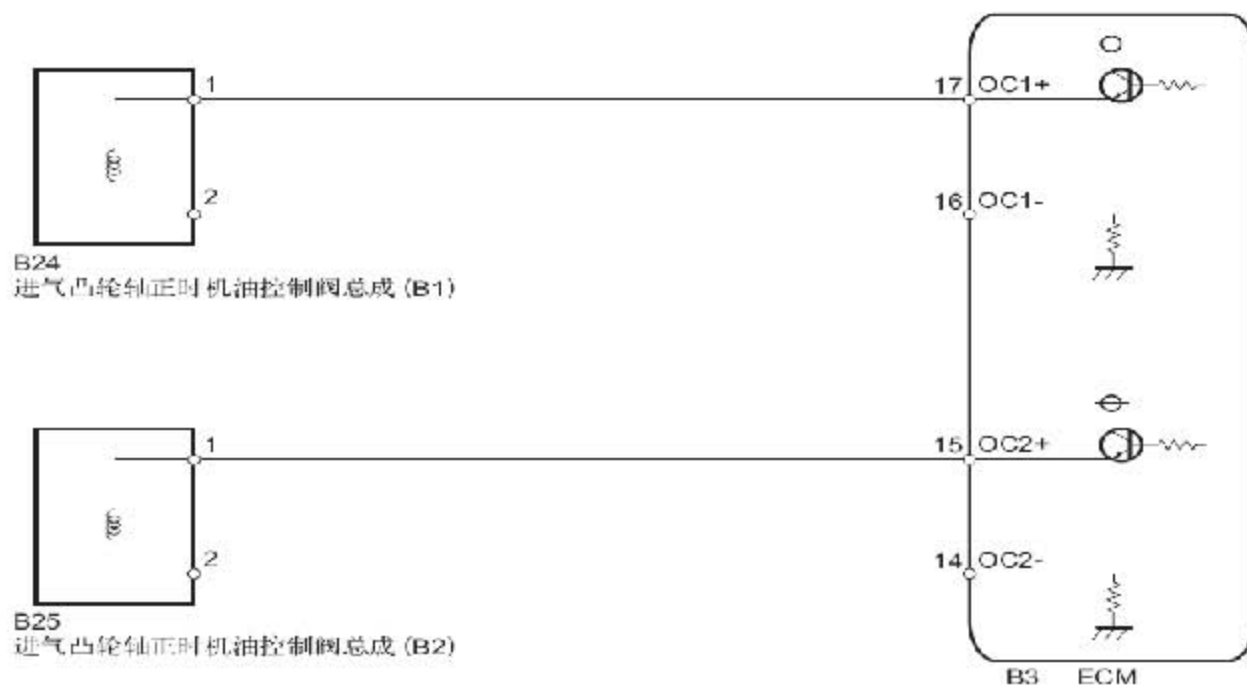 1
17 OC1+
2
16 OC1-
B24
进气凸轮轴正时机油控制阀总成 (B1)
1
15 OC2+
2
14 OC2-
B25
进气凸轮轴正时机油控制阀总成 (B2)
B3 ECM